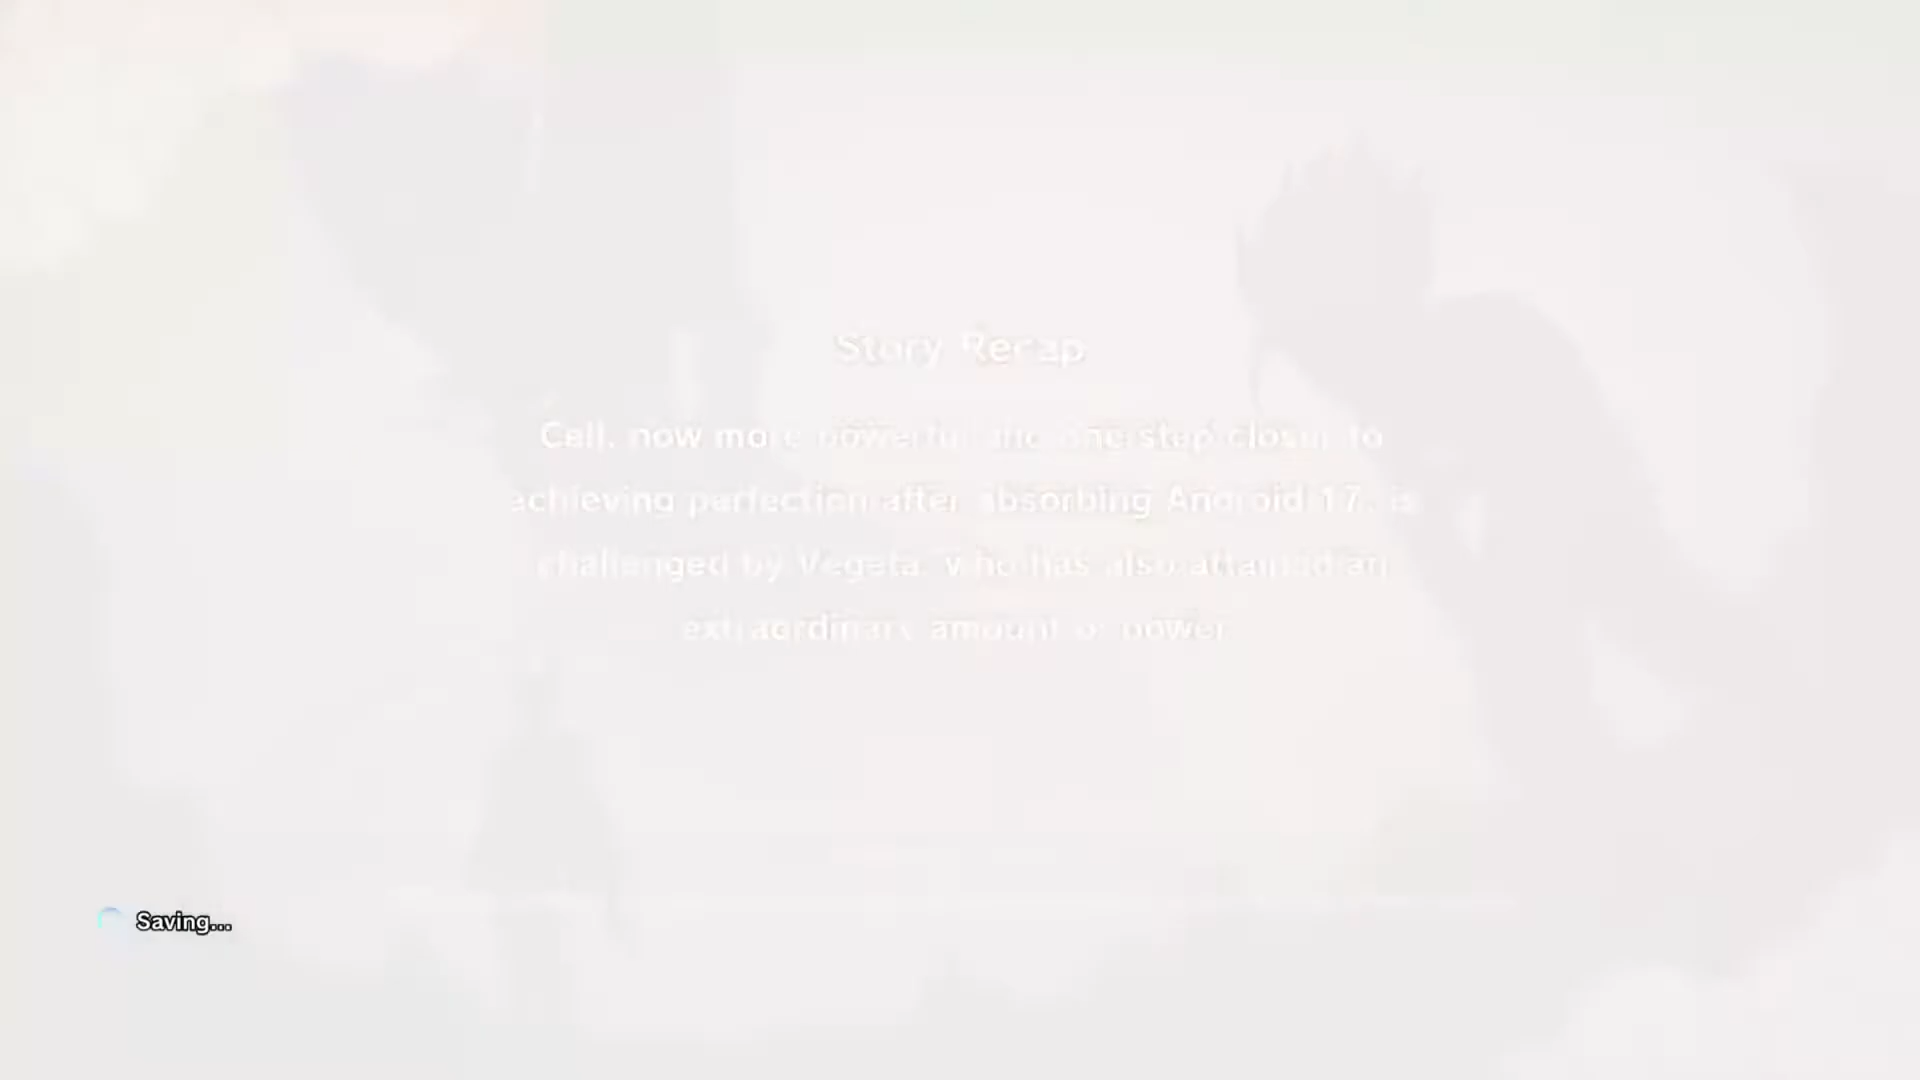 Story Recap
Cell, now more powerful and one step closer to
achieving perfection after absorbing Android 17, is
challenged by Vegeta, who has also attained an
extraordinary amount of power.
Saving...